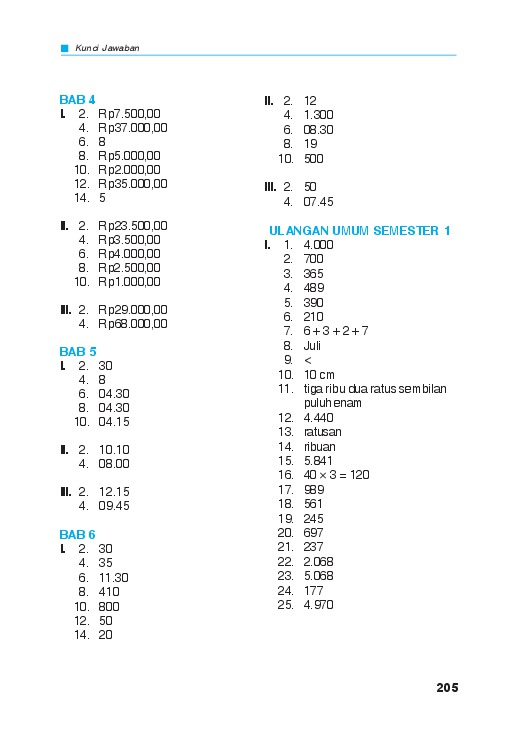 Kunci Jawaban
BAB 4
I. 2. Rp7.500,00
4. Rp37.000,00
6. 8
8. Rp5.000,00
10. Rp2.000,00
12. Rp35.000,00
14. 5
II. 2. Rp23.500,00
4. Rp3.500,00
6. Rp4.000,00
8. Rp2.500,00
10. Rp1.000,00
III. 2. Rp29.000,00
4. Rp68.000,00
BAB 5
I. 2. 30
4. 8
6. 04.30
8. 04.30
10. 04.15
II. 2. 10.10
4. 08.00
III. 2. 12.15
4. 09.45
BAB 6
I. 2. 30
4. 35
6. 11.30
8. 410
10. 800
12. 50
14. 20
II. 2. 12
4. 1.300
6. 08.30
8. 19
10. 500
III. 2. 50
4. 07.45
ULANGAN UMUM SEMESTER 1
I. 1. 4.000
2. 700
3. 365
4. 489
5. 390
6. 210
7. 6 + 3 + 2 + 7
8. Juli
9. <
10. 10 cm
11. tiga ribu dua ratus sembilan
puluh enam
12. 4.440
13. ratusan
14. ribuan
15. 5.841
16. 40 × 3 = 120
17. 989
18. 561
19. 245
20. 697
21. 237
22. 2.068
23. 5.068
24. 177
25. 4.970
205